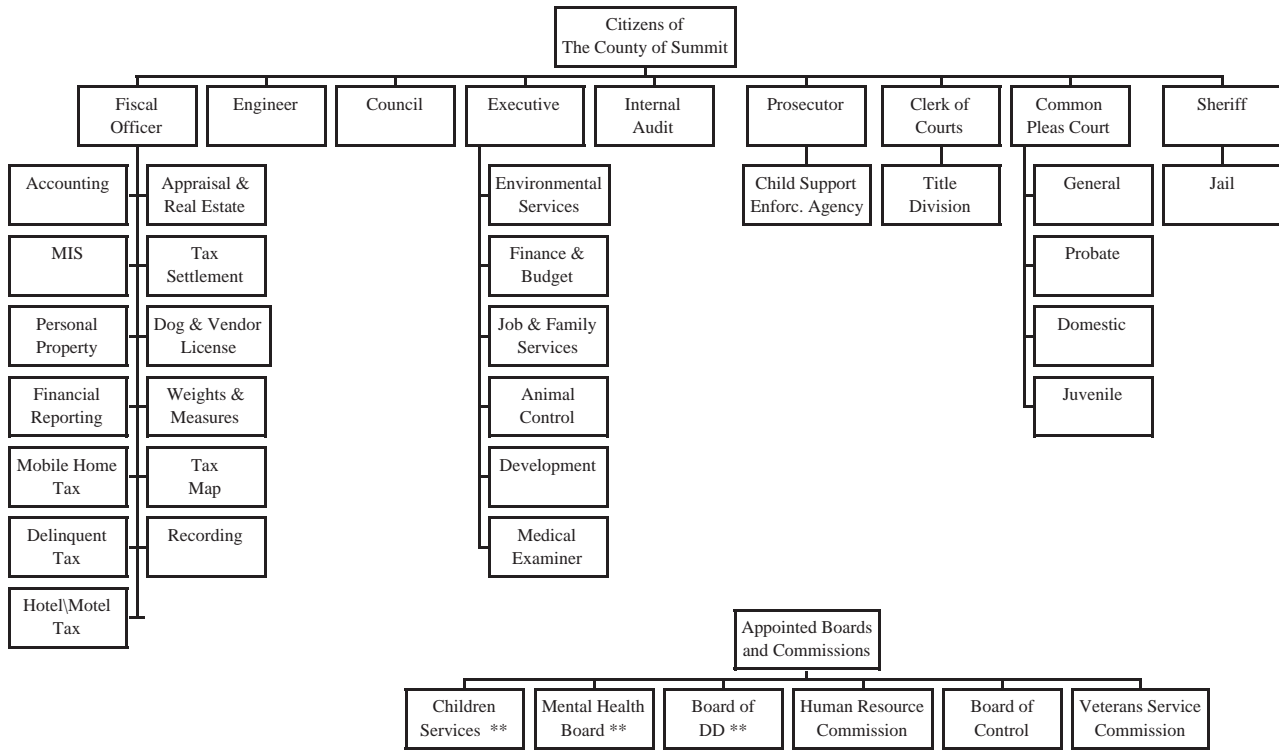 Citizens of
The County of Summit
Fiscal
Officer
Engineer
Council
Executive
Internal
Audit
Prosecutor
Clerk of
Courts
Common
Pleas Court
Sheriff
Accounting
Appraisal &
Real Estate
Environmental
Services
Child Support
Enforc. Agency
Title
Division
General
Jail
MIS
Tax
Settlement
Finance &
Budget
Probate
Personal
Property
Dog & Vendor
License
Job & Family
Services
Domestic
Financial
Reporting
Weights &
Measures
Animal
Control
Juvenile
Mobile Home
Tax
Tax
Map
Development
Delinquent
Tax
Recording
Medical
Examiner
Hotel\Motel
Tax
Appointed Boards
and Commissions
Children
Services **
Mental Health
Board **
Board of
DD **
Human Resource
Commission
Board of
Control
Veterans Service
Commission